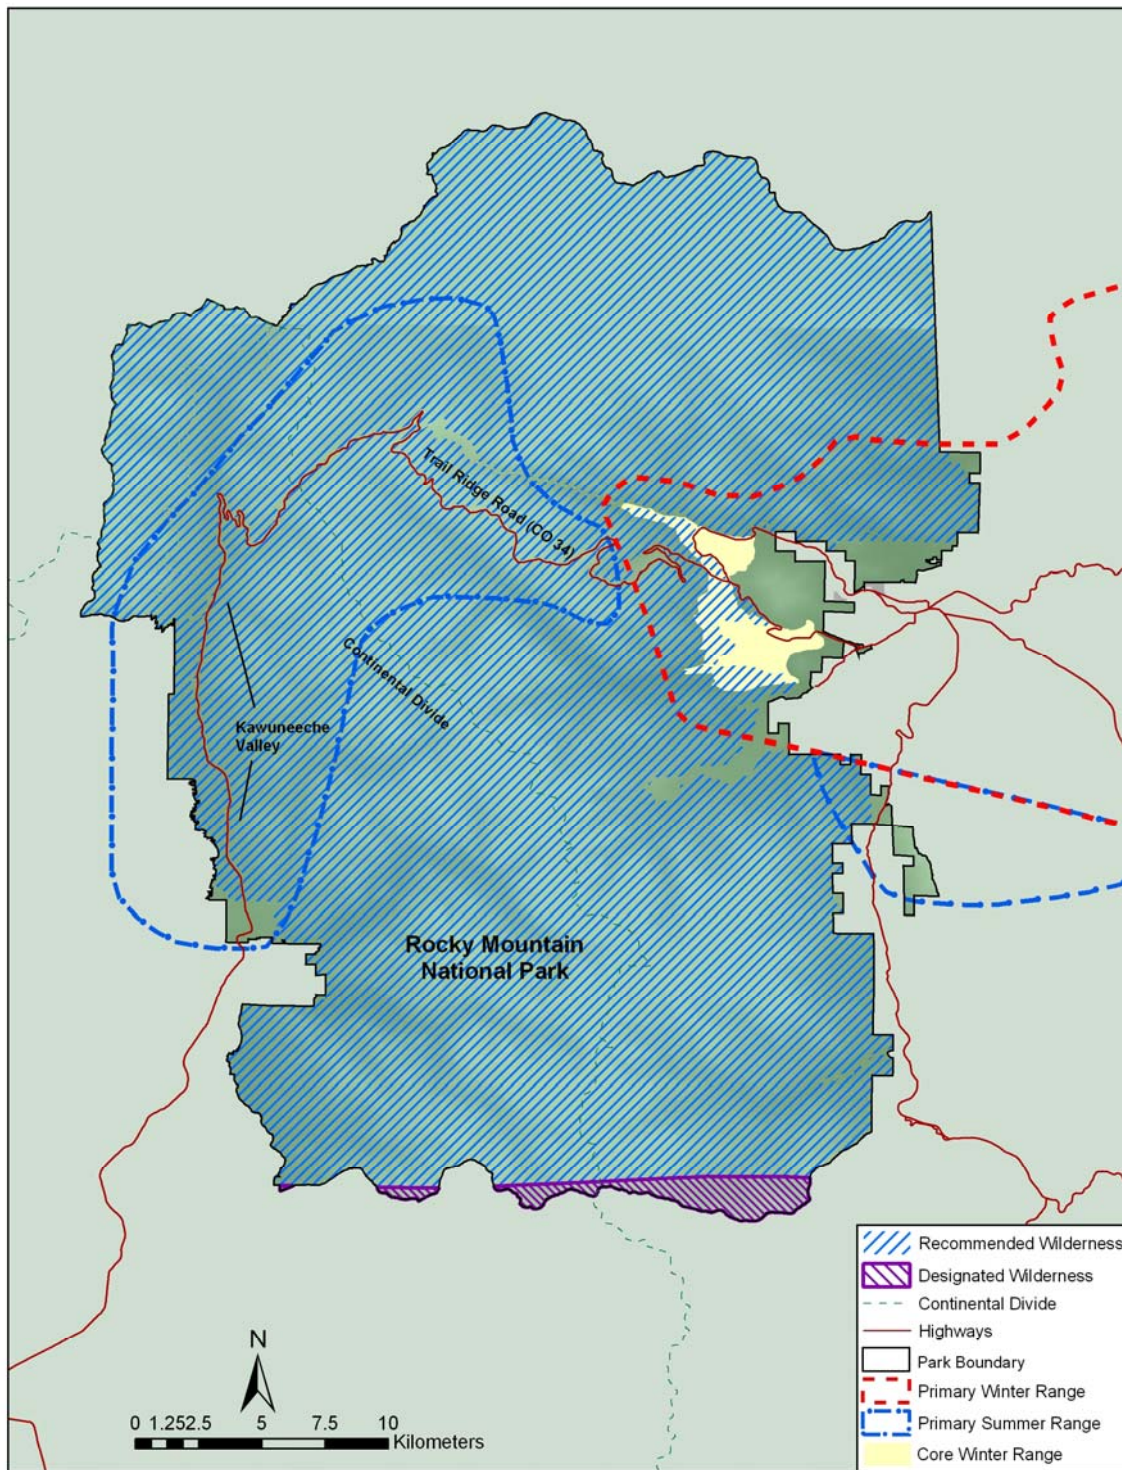 Trail Ridge Road (CO 34)
Continental Divide
Kawuneeche
Valley
Rocky Mountain
National Park
N
0 1.252.5 5 7.5 10
Kilometers
Recommended Wilderness
Designated Wilderness
Continental Divide
Highways
Park Boundary
Primary Winter Range
Primary Summer Range
Core Winter Range